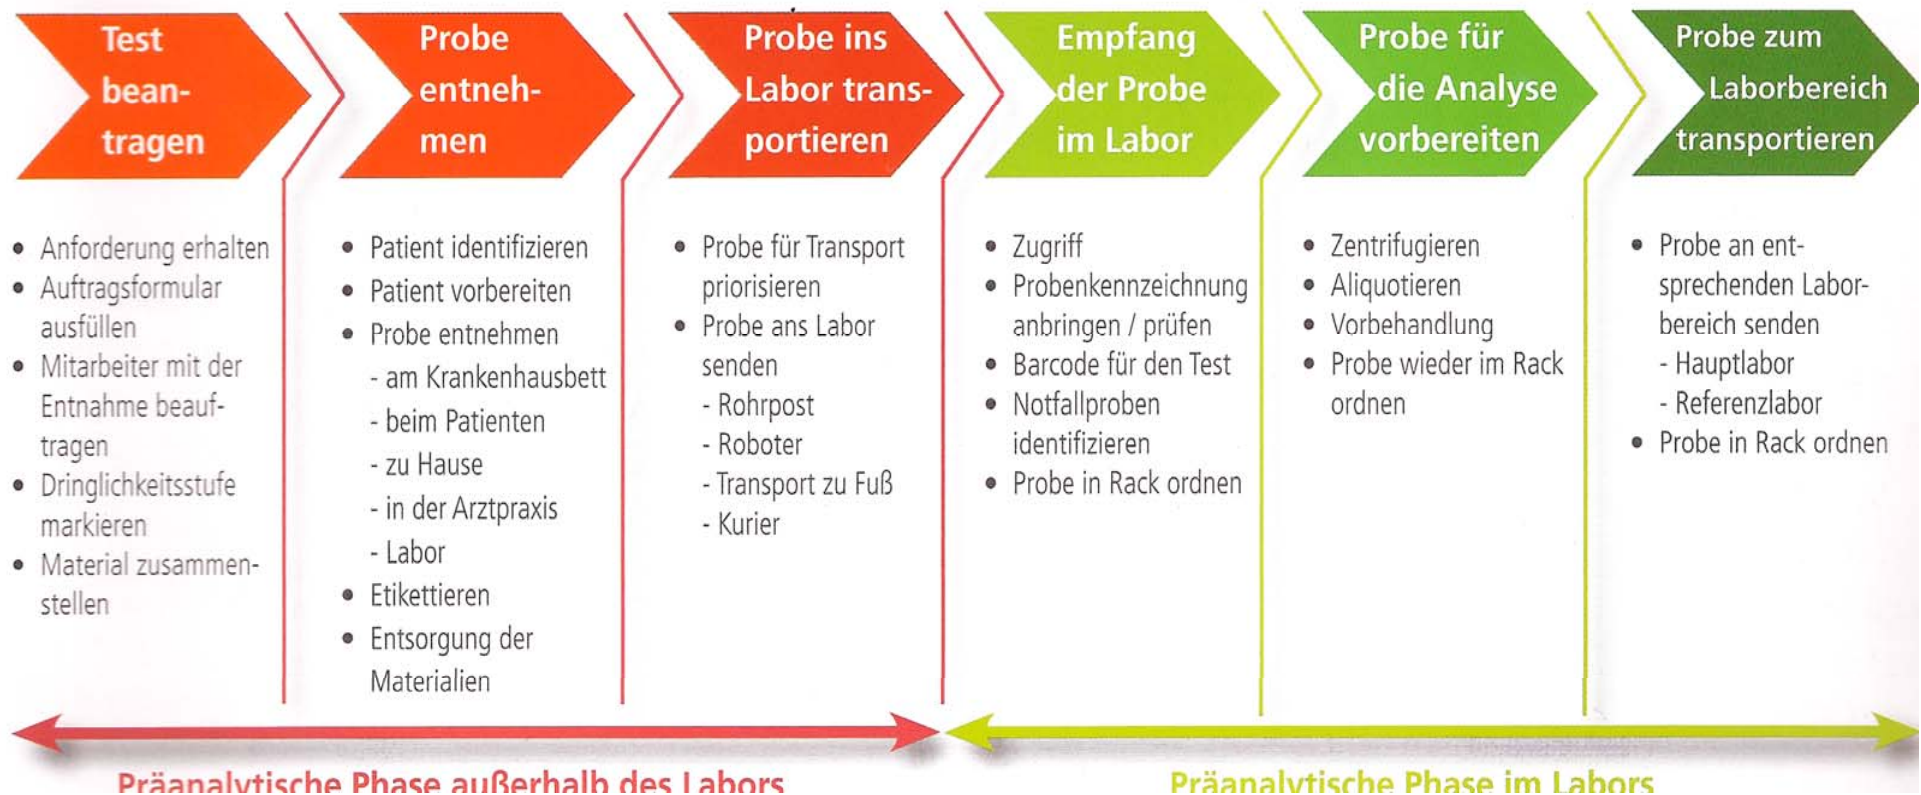 Test
bean-
tragen
Probe
entneh-
men
Probe ins
Labor trans-
portieren
Empfang
der Probe
im Labor
Probe für
die Analyse
vorbereiten
Probe zum
Laborbereich
transportieren
• Anforderung erhalten
• Auftragsformular
ausfüllen
• Mitarbeiter mit der
Entnahme beauf-
tragen
• Dringlichkeitsstufe
markieren
• Material zusammen-
stellen
• Patient identifizieren
• Patient vorbereiten
• Probe entnehmen
- am Krankenhausbett
- beim Patienten
- zu Hause
- in der Arztpraxis
- Labor
• Etikettieren
• Entsorgung der
Materialien
• Probe für Transport
priorisieren
• Probe ans Labor
senden
- Rohrpost
- Roboter
- Transport zu Fuß
- Kurier
• Zugriff
• Probenkennzeichnung
anbringen / prüfen
• Barcode für den Test
• Notfallproben
identifizieren
• Probe in Rack ordnen
• Zentrifugieren
• Aliquotieren
• Vorbehandlung
• Probe wieder im Rack
ordnen
• Probe an ent-
sprechenden Labor-
bereich senden
- Hauptlabor
- Referenzlabor
• Probe in Rack ordnen
Präanalytische Phase außerhalb des Labors
Präanalytische Phase im Labors